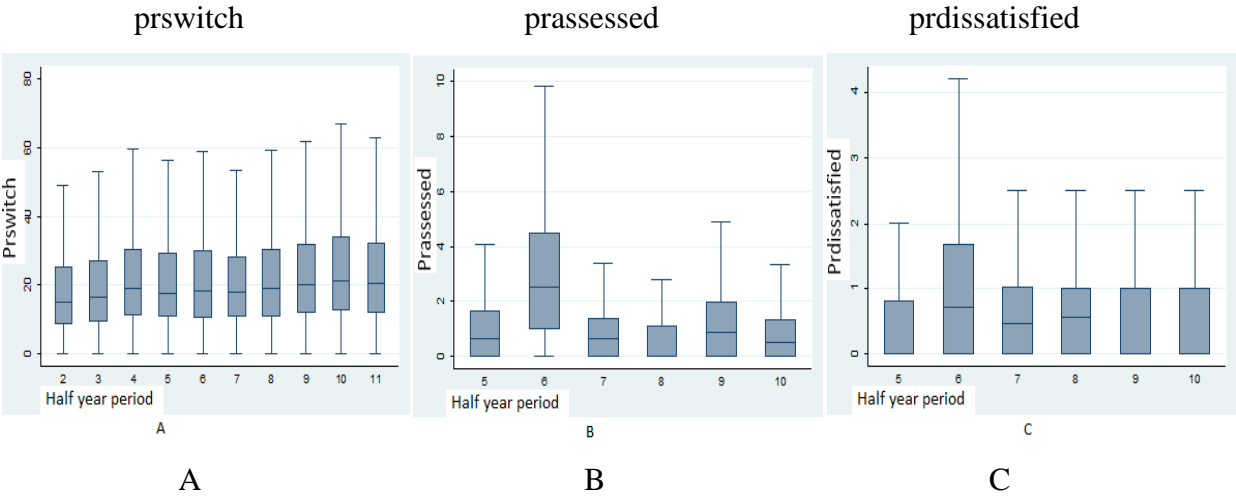 prswitch
prassessed
prdissatisfied
Prswitch
80
60
40
20
0
2 3 4 5 6 7 8 9 10 11
Half year period
A
Prassessed
10
8
6
4
2
0
5 6 7 8 9 10
Half year period
B
Prdissatisfied
4
3
2
1
0
5 6 7 8 9 10
Half year period
C
A
B
C